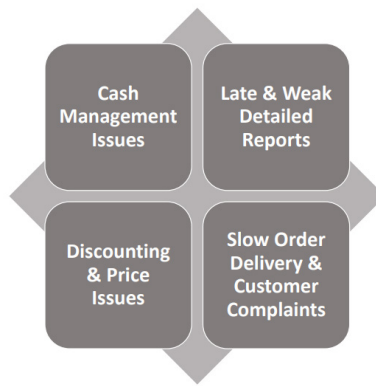 Cash
Management
Issues
Late & Weak
Detailed
Reports
Discounting
& Price
Issues
Slow Order
Delivery &
Customer
Complaints